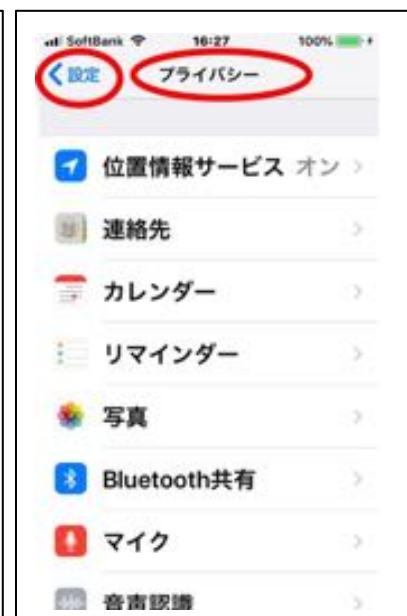 SoftBank 16:27 100%
設定 プライバシー
位置情報サービス オン
連絡先
カレンダー
リマインダー
写真
Bluetooth共有
マイク
音声認識